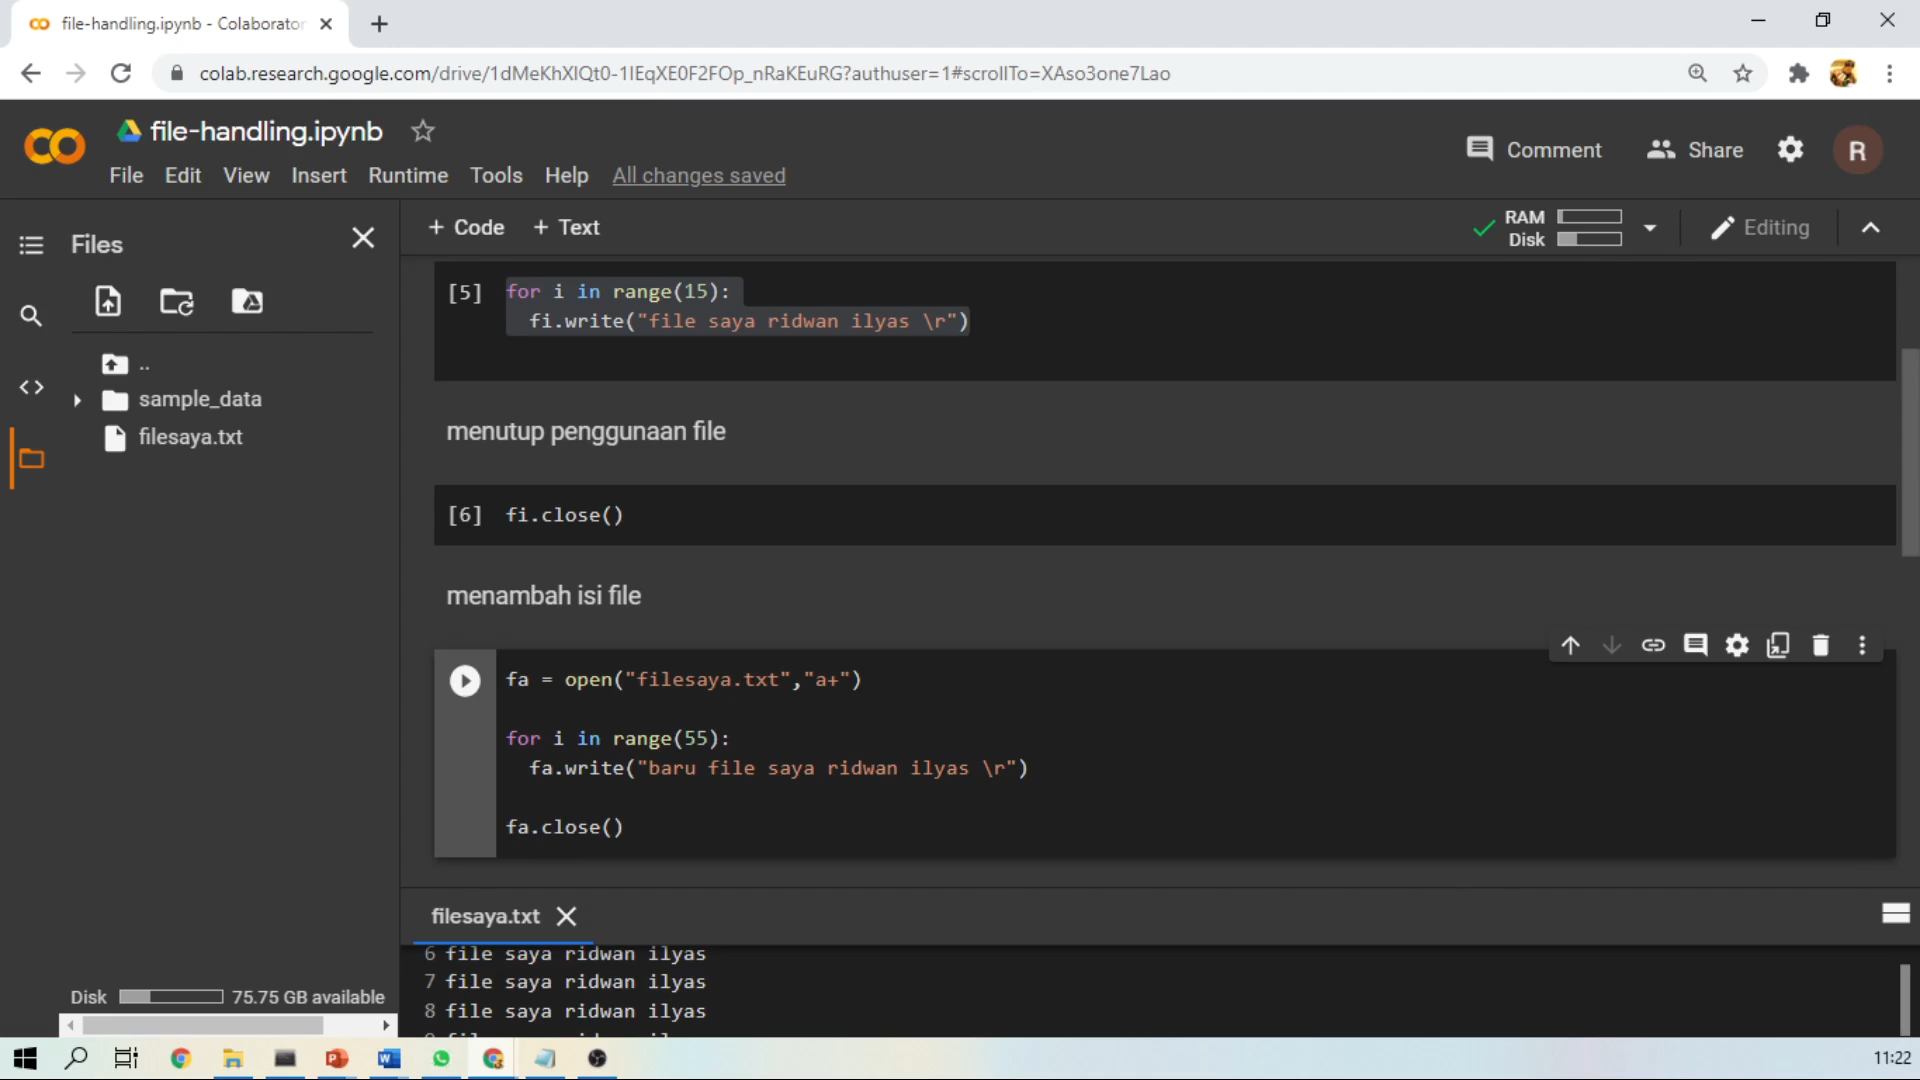 file-handling.ipynb - Colaborator
colab.research.google.com/drive/1dMeKhXlQt0-1IEqXE0F2FOp_nRaKEuRG?authuser=1#scrollTo=XAso3one7Lao
file-handling.ipynb
File Edit View Insert Runtime Tools Help All changes saved
Comment Share R
Files
+ Code + Text
RAM
Disk
Editing
..
sample_data
filesaya.txt
[5] for i in range(15):
fi.write("file saya ridwan ilyas \r")
menutup penggunaan file
[6] fi.close()
menambah isi file
fa = open("filesaya.txt","a+")
for i in range(55):
fa.write("baru file saya ridwan ilyas \r")
fa.close()
filesaya.txt
6 file saya ridwan ilyas
7 file saya ridwan ilyas
8 file saya ridwan ilyas
Disk 75.75 GB available
11:22